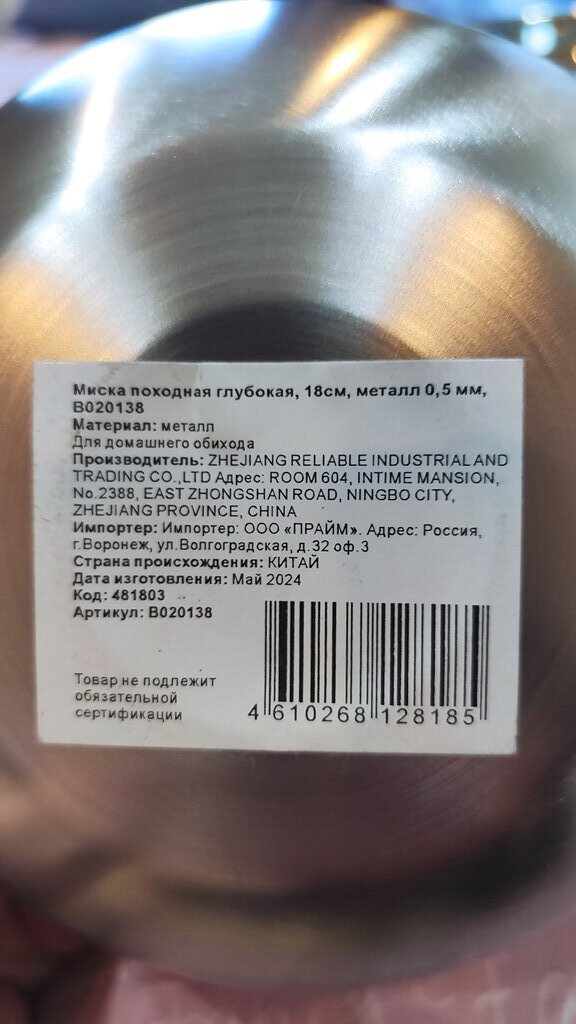 Миска походная глубокая, 18см, металл 0,5 мм,
В020138
Материал: металл
Для домашнего обихода
Производитель: ZHEJIANG RELIABLE INDUSTRIAL AND
TRADING CO.,LTD Адрес: ROOM 604, INTIME MANSION,
No.2388, EAST ZHONGSHAN ROAD, NINGBO CITY,
ZHEJIANG PROVINCE, CHINA
Импортер: Импортер: ООО «ПРАЙМ». Адрес: Россия,
г.Воронеж, ул.Волгоградская, д.32 оф.3
Страна происхождения: КИТАЙ
Дата изготовления: Май 2024
Код: 481803
Артикул: В020138
Товар не подлежит
обязательной
сертификации
4 610268 128185